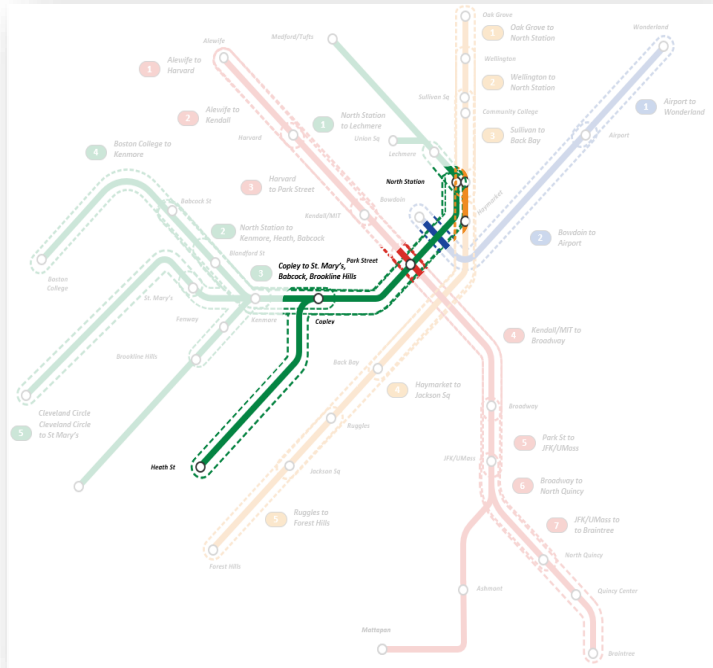 Oak Grove
Medford/Tufts
Wonderland
Alewife
1
Alewife to
Harvard
1
Oak Grove to
North Station
Wellington
2
Wellington to
North Station
2
Alewife to
Kendall
Sullivan Sq
Community College
1
Airport to
Wonderland
1
North Station
to Lechmere
Harvard
Union Sq
Lechmere
3
Sullivan to
Back Bay
Airport
4
Boston College to
Kenmore
3
Harvard
to Park Street
North Station
Babcock St
Kendall/MIT
Bowdoin
Haymarket
2
North Station to
Kenmore, Heath, Babcock
2
Bowdoin to
Airport
Blandford St
Park Street
3
Copley to St. Mary's,
Babcock, Brookline Hills
Boston
College
St. Mary's
Fenway
Kenmore
Copley
4
Kendall/MIT to
Broadway
Brookline Hills
Back Bay
4
Haymarket to
Jackson Sq
Broadway
5
Cleveland Circle
Cleveland Circle
to St Mary's
Ruggles
5
Park St to
JFK/UMass
JFK/UMass
Heath St
Jackson Sq
6
Broadway to
North Quincy
5
Ruggles to
Forest Hills
7
JFK/UMass to
to Braintree
North Quincy
Forest Hills
Ashmont
Quincy Center
Mattapan
Braintree